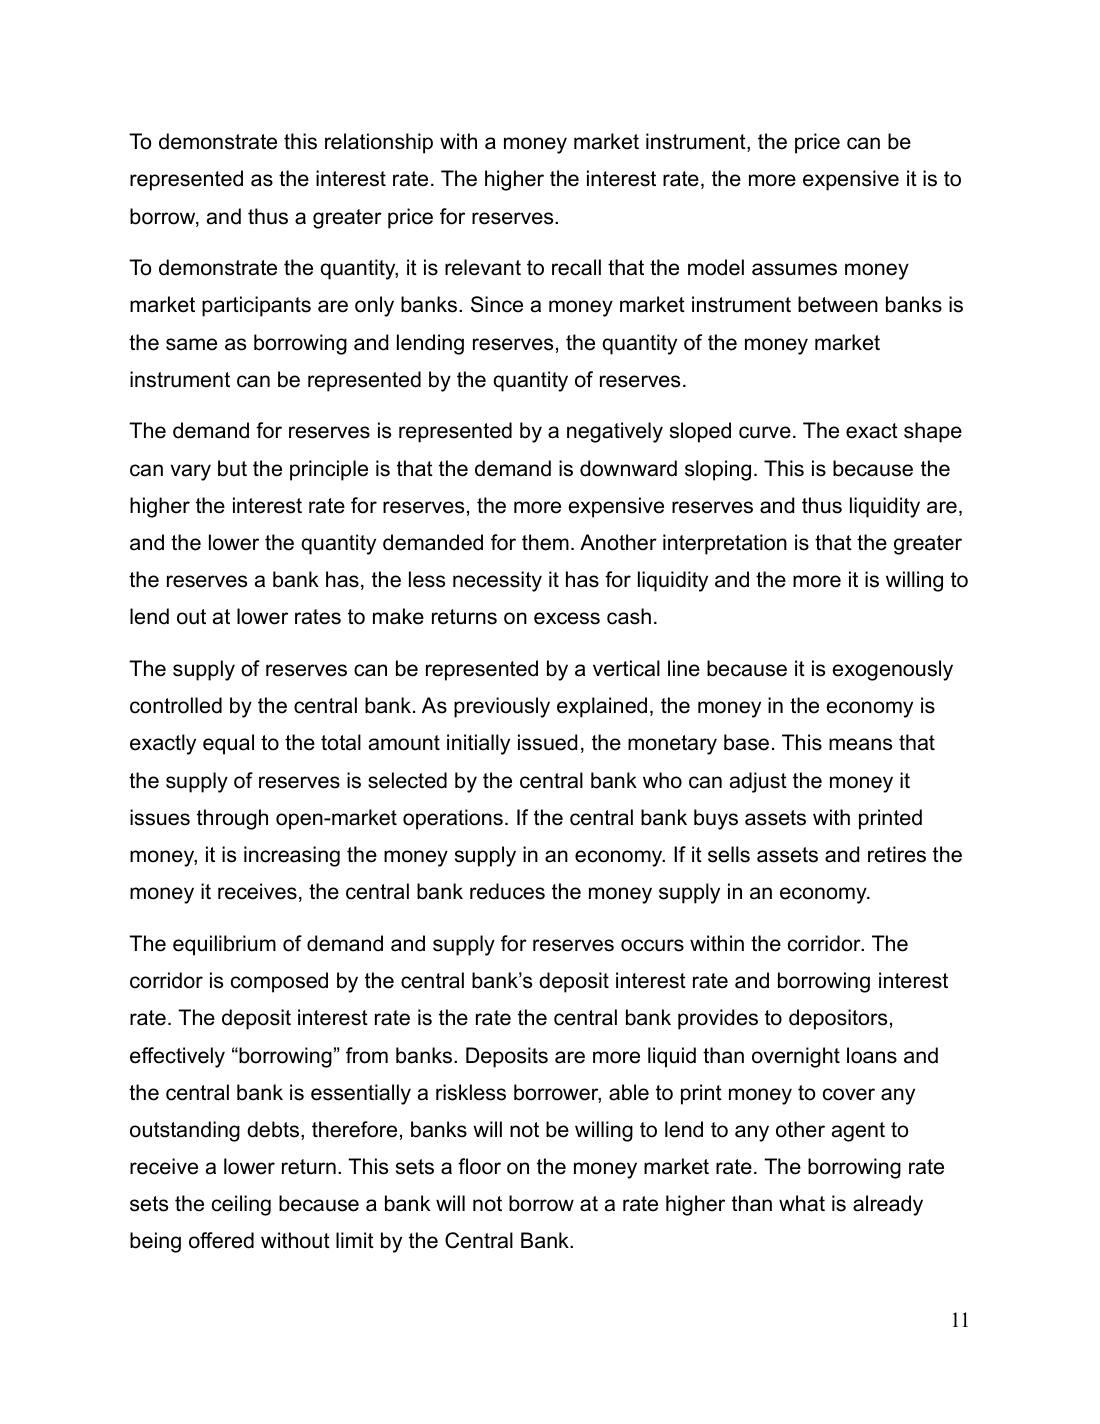 To demonstrate this relationship with a money market instrument, the price can be
represented as the interest rate. The higher the interest rate, the more expensive it is to
borrow, and thus a greater price for reserves.
To demonstrate the quantity, it is relevant to recall that the model assumes money
market participants are only banks. Since a money market instrument between banks is
the same as borrowing and lending reserves, the quantity of the money market
instrument can be represented by the quantity of reserves.
The demand for reserves is represented by a negatively sloped curve. The exact shape
can vary but the principle is that the demand is downward sloping. This is because the
higher the interest rate for reserves, the more expensive reserves and thus liquidity are,
and the lower the quantity demanded for them. Another interpretation is that the greater
the reserves a bank has, the less necessity it has for liquidity and the more it is willing to
lend out at lower rates to make returns on excess cash.
The supply of reserves can be represented by a vertical line because it is exogenously
controlled by the central bank. As previously explained, the money in the economy is
exactly equal to the total amount initially issued, the monetary base. This means that
the supply of reserves is selected by the central bank who can adjust the money it
issues through open-market operations. If the central bank buys assets with printed
money, it is increasing the money supply in an economy. If it sells assets and retires the
money it receives, the central bank reduces the money supply in an economy.
The equilibrium of demand and supply for reserves occurs within the corridor. The
corridor is composed by the central bank’s deposit interest rate and borrowing interest
rate. The deposit interest rate is the rate the central bank provides to depositors,
effectively “borrowing” from banks. Deposits are more liquid than overnight loans and
the central bank is essentially a riskless borrower, able to print money to cover any
outstanding debts, therefore, banks will not be willing to lend to any other agent to
receive a lower return. This sets a floor on the money market rate. The borrowing rate
sets the ceiling because a bank will not borrow at a rate higher than what is already
being offered without limit by the Central Bank.
11